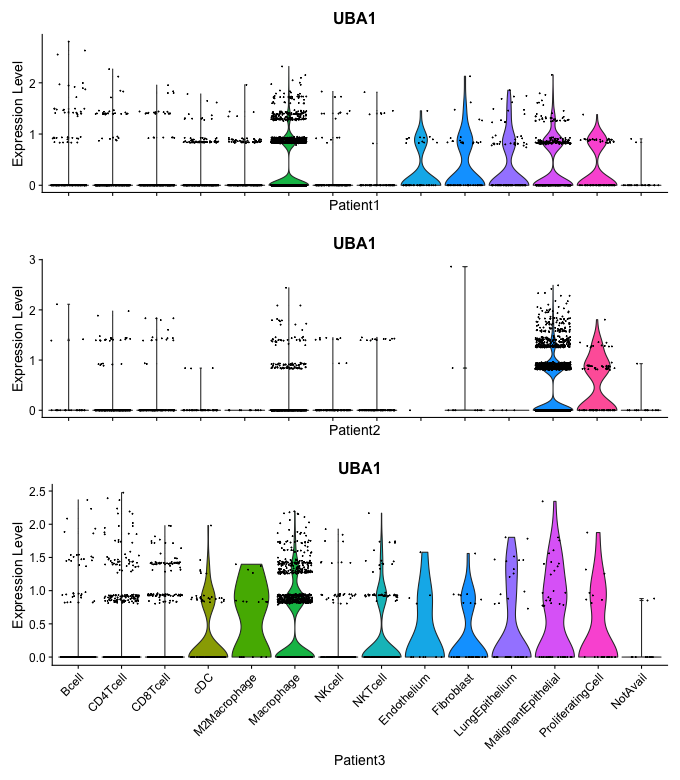 UBA1
Expression Level
2
1
0
Patient1
UBA1
Expression Level
3
2
1
0
Patient2
UBA1
Expression Level
2.5
2.0
1.5
1.0
0.5
0.0
Bcell
CD4Tcell
CD8Tcell
cDC
M2Macrophage
Macrophage
NKcell
NKTcell
Endothelium
Fibroblast
LungEpithelium
MalignantEpithelial
ProliferatingCell
NotAvail
Patient3